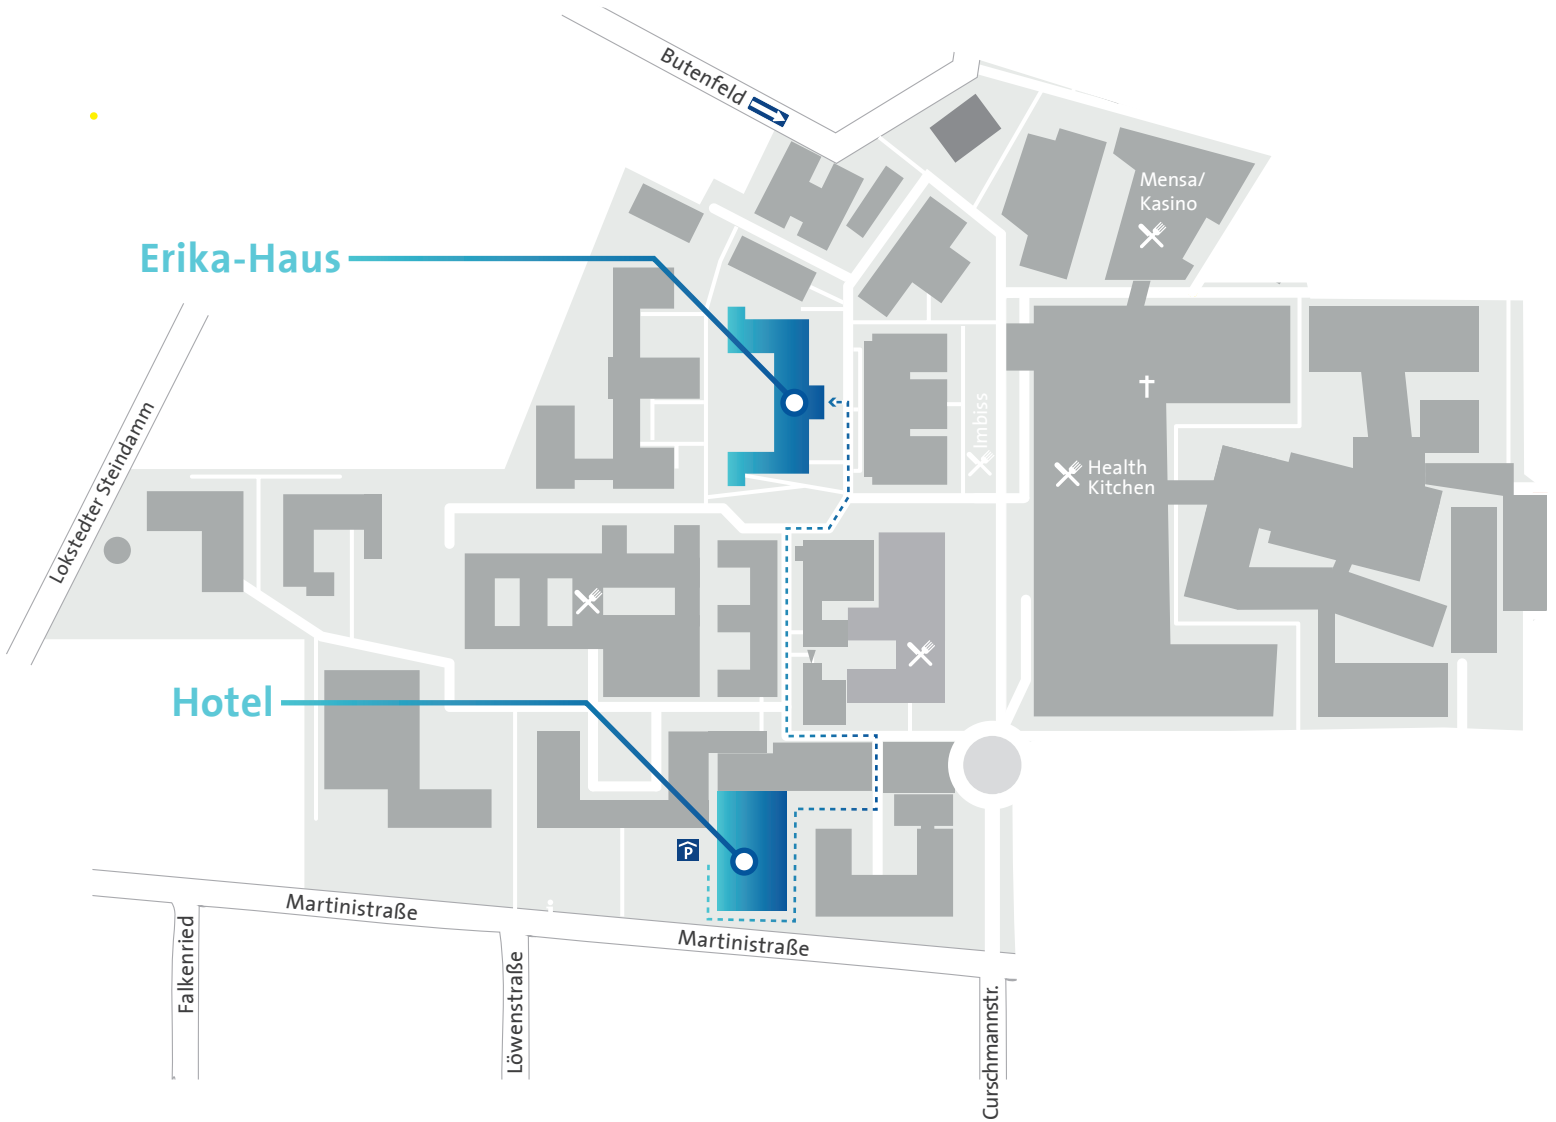 Butenfeld
Mensa/
Kasino
Erika-Haus
Imbiss
Health
Kitchen
Lokstedter Steindamm
Hotel
P
Martinistraße
Martinistraße
Falkenried
Löwenstraße
Curschmannstr.